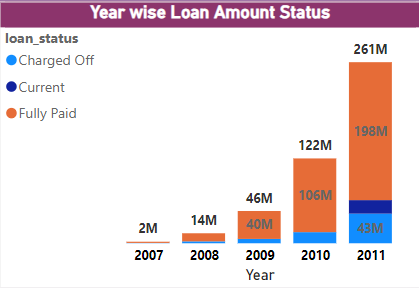 Year wise Loan Amount Status
loan_status
Charged Off
Current
Fully Paid
261M
198M
43M
122M
106M
46M
40M
14M
2M
2007 2008 2009 2010 2011
Year